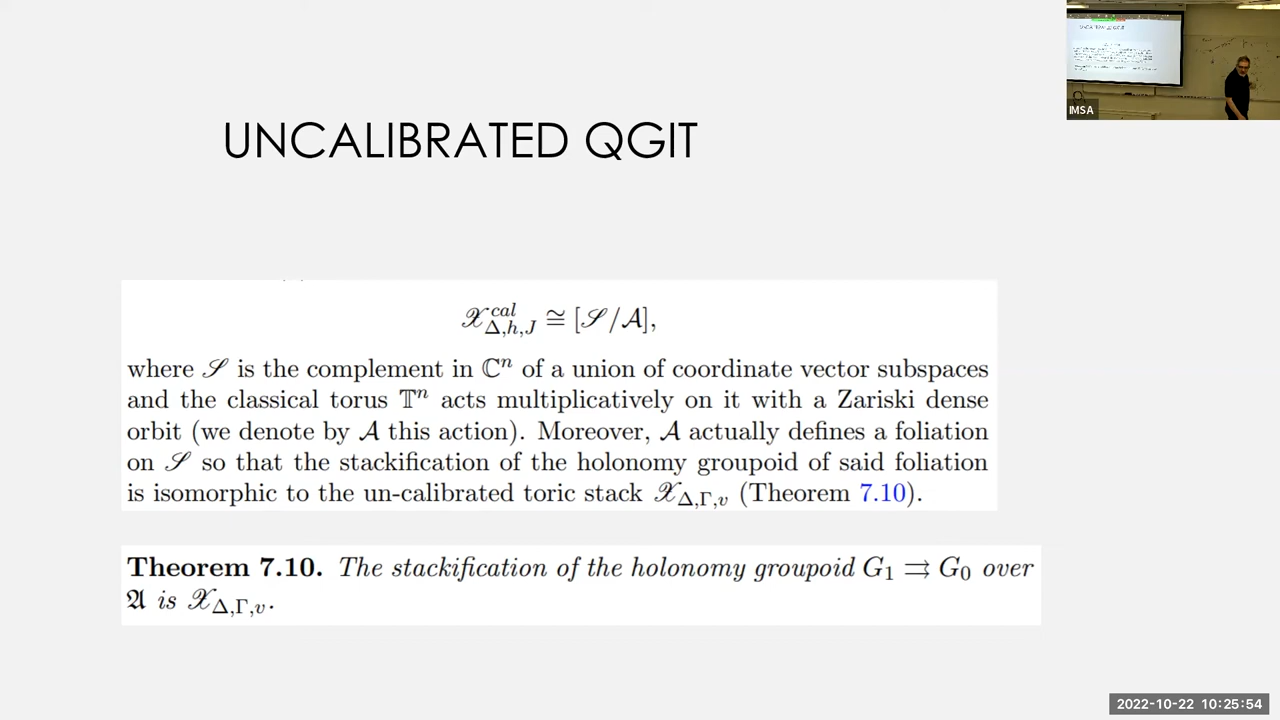 UNCALIBRATED QGIT
𝒳^{cal}_{Δ,h,J} ≅ [𝒮/𝒜],
where 𝒮 is the complement in ℂⁿ of a union of coordinate vector subspaces
and the classical torus 𝕋ⁿ acts multiplicatively on it with a Zariski dense
orbit (we denote by 𝒜 this action). Moreover, 𝒜 actually defines a foliation
on 𝒮 so that the stackification of the holonomy groupoid of said foliation
is isomorphic to the un-calibrated toric stack 𝒳_{Δ,Γ,v} (Theorem 7.10).
Theorem 7.10. The stackification of the holonomy groupoid G₁ ⇉ G₀ over
𝔄 is 𝒳_{Δ,Γ,v}.
IMSA
2022-10-22 10:25:54